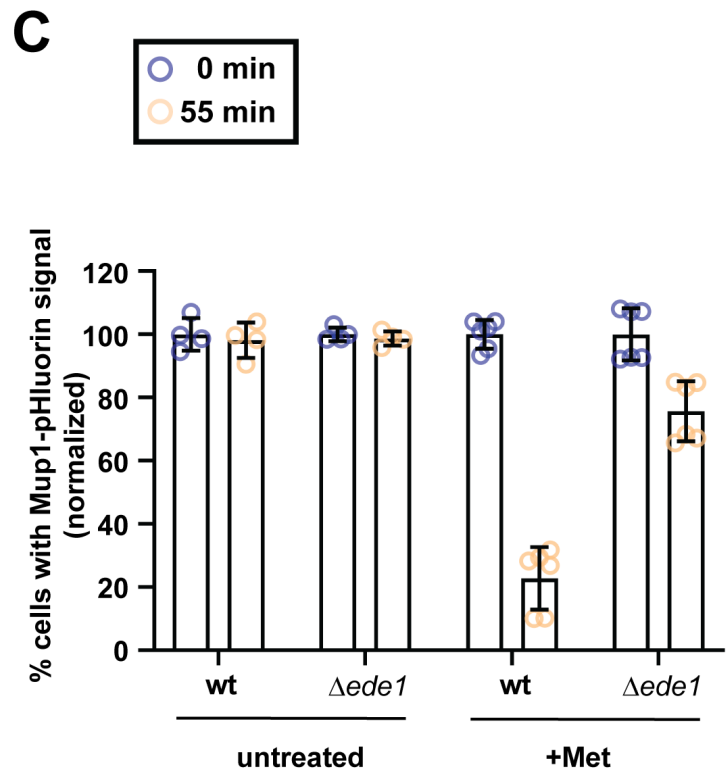 C
0 min
55 min
% cells with Mup1-pHluorin signal
(normalized)
120
100
80
60
40
20
0
wt
Δede1
wt
Δede1
untreated
+Met